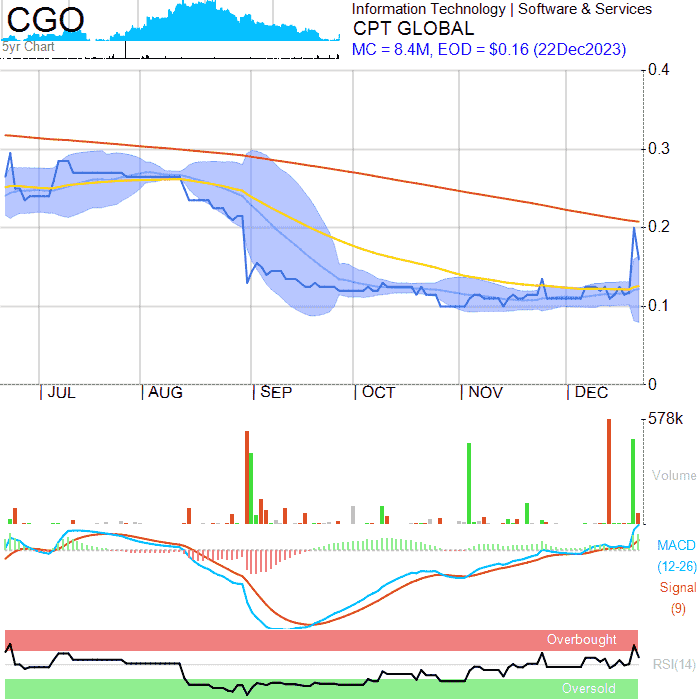 CGO
5yr Chart
Information Technology | Software & Services
CPT GLOBAL
MC = 8.4M, EOD = $0.16 (22Dec2023)
0.4
0.3
0.2
0.1
0
JUL AUG SEP OCT NOV DEC
578k
Volume
MACD
(12-26)
Signal
(9)
Overbought
RSI(14)
Oversold